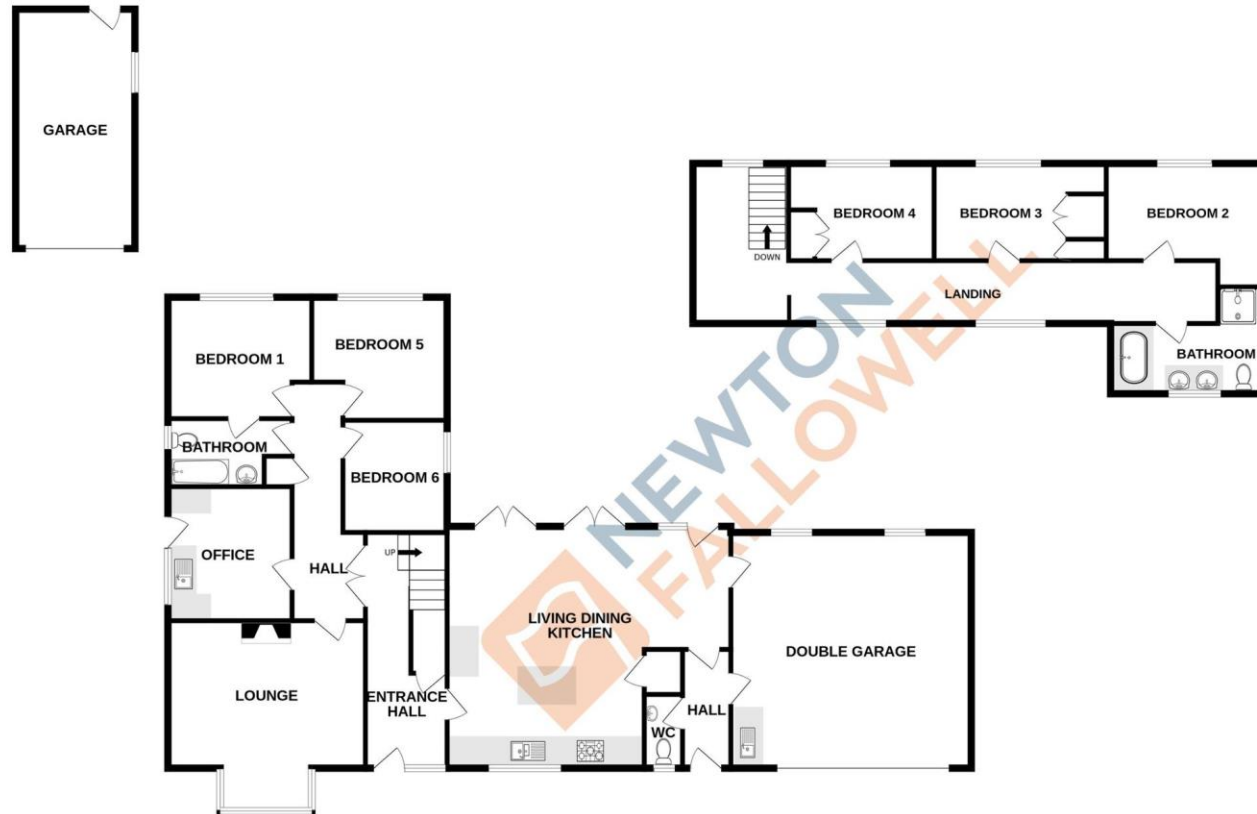 GARAGE
BEDROOM 4
BEDROOM 3
BEDROOM 2
DOWN
LANDING
BATHROOM
BEDROOM 1
BEDROOM 5
BATHROOM
BEDROOM 6
OFFICE
HALL
UP
LIVING DINING
KITCHEN
DOUBLE GARAGE
LOUNGE
ENTRANCE
HALL
WC
HALL
NEWTON
FALLOWELL